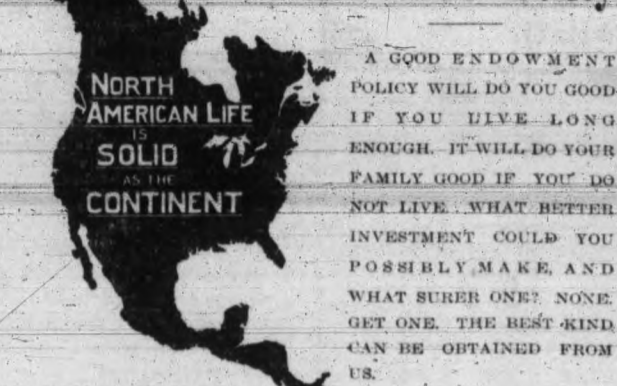 NORTH
AMERICAN LIFE
IS
SOLID
AS THE
CONTINENT
A GOOD ENDOWMENT
POLICY WILL DO YOU GOOD
IF YOU LIVE LONG
ENOUGH. IT WILL DO YOUR
FAMILY GOOD IF YOU DO
NOT LIVE. WHAT BETTER
INVESTMENT COULD YOU
POSSIBLY MAKE, AND
WHAT SURER ONE? NONE.
GET ONE. THE BEST KIND
CAN BE OBTAINED FROM
US.